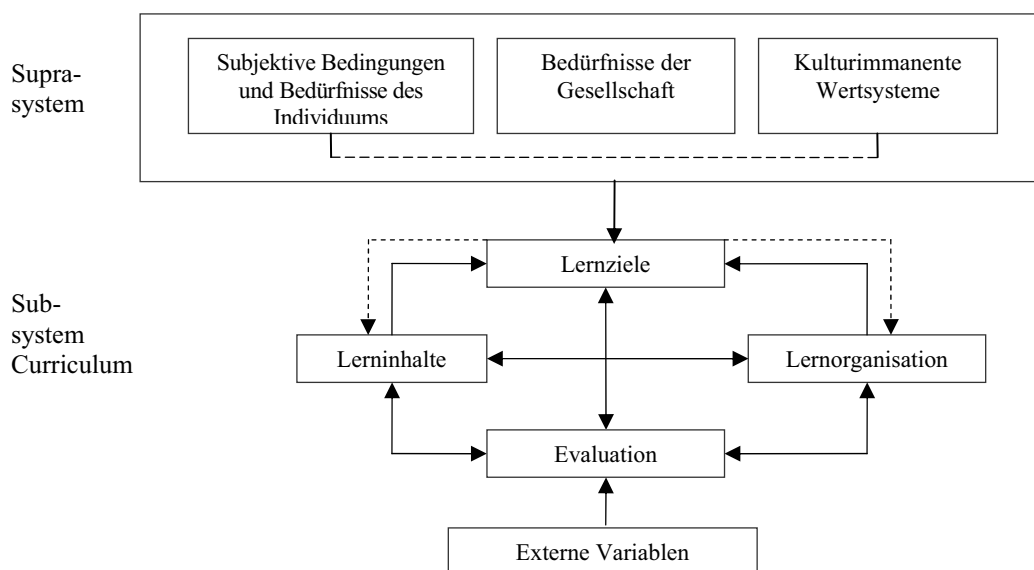 Supra-
system
Subjektive Bedingungen
und Bedürfnisse des
Individuums
Bedürfnisse der
Gesellschaft
Kulturimmanente
Wertsysteme
Sub-
system
Curriculum
Lernziele
Lerninhalte
Lernorganisation
Evaluation
Externe Variablen